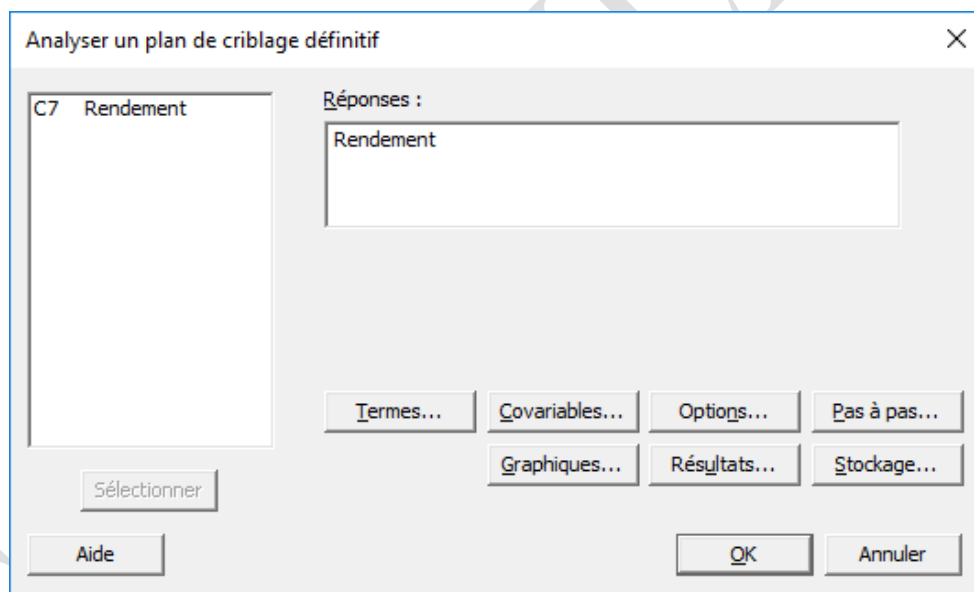 Analyser un plan de criblage définitif
C7 Rendement
Réponses :
Rendement
Termes...
Covariables...
Options...
Pas à pas...
Graphiques...
Résultats...
Stockage...
Sélectionner
Aide
OK
Annuler